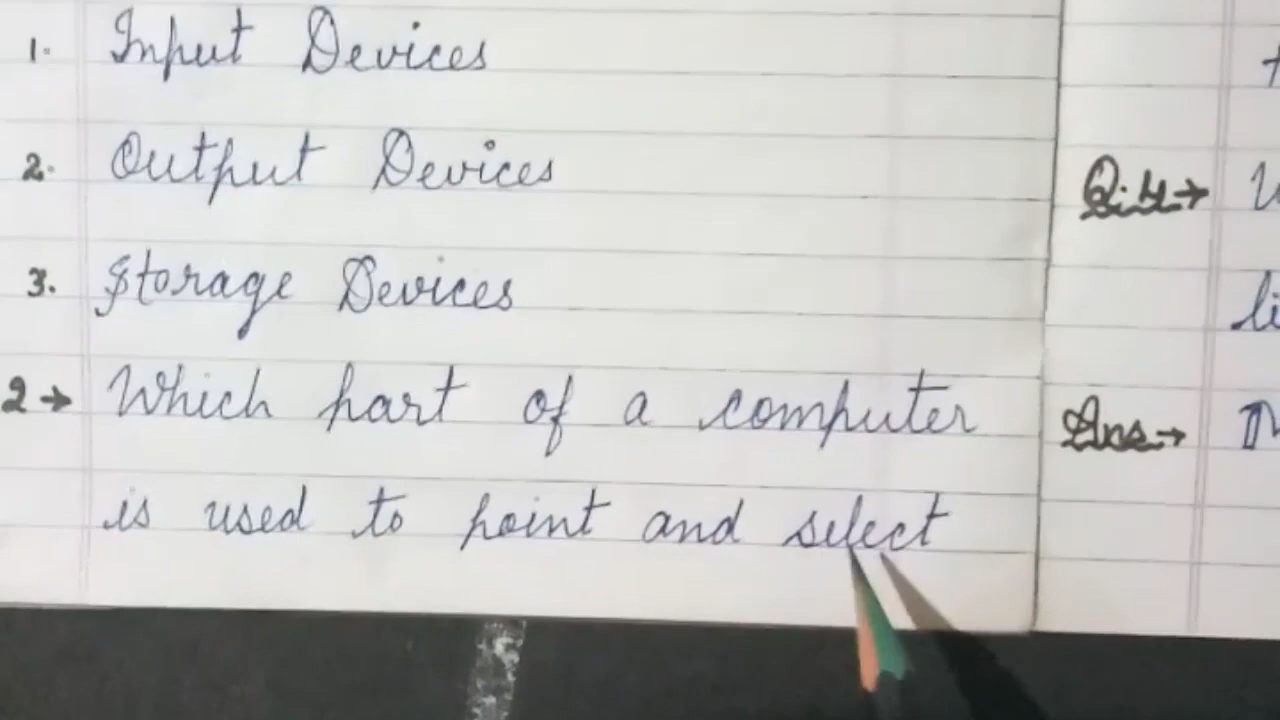 1. Input Devices
2. Output Devices
3. Storage Devices
2→ Which part of a computer
is used to point and select
Ans→